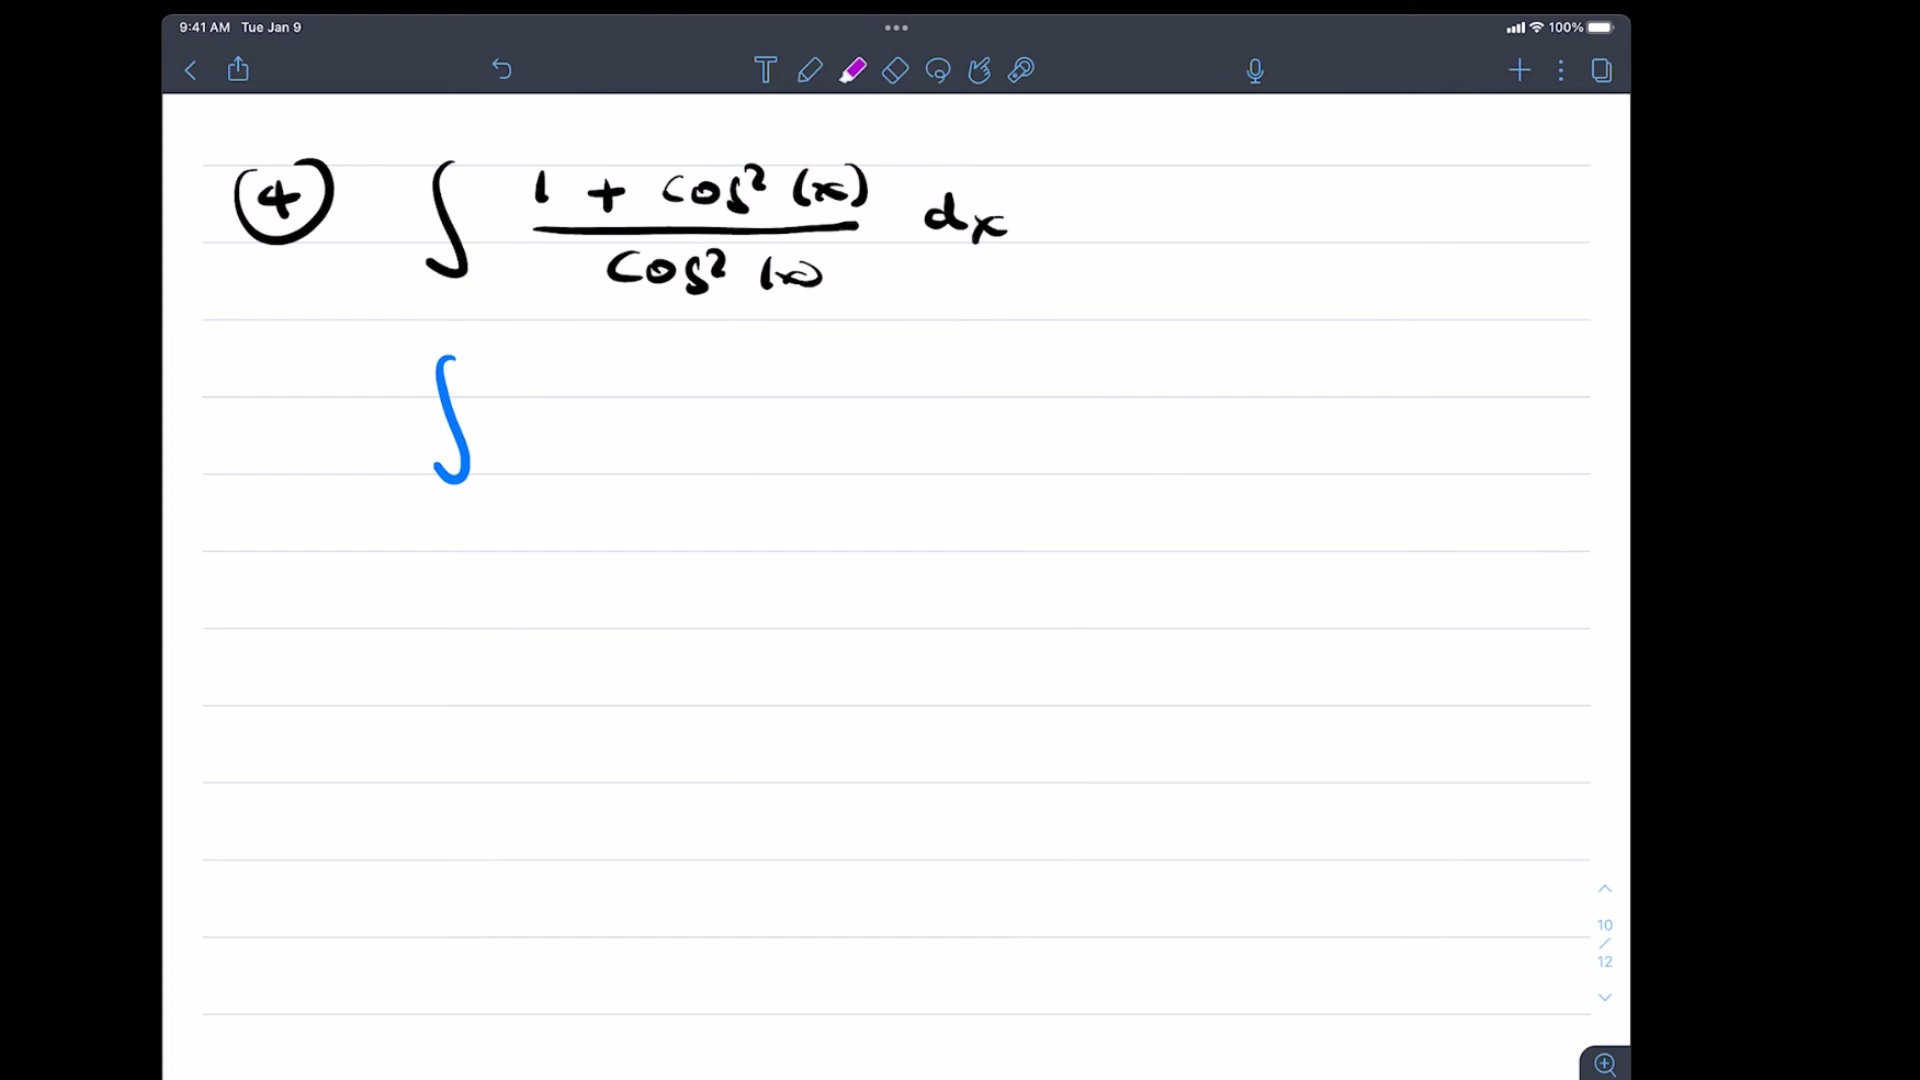 9:41 AM Tue Jan 9
100%
④ ∫ (1 + cos² (x)) / (cos² (x)) dx
∫
10
/
12